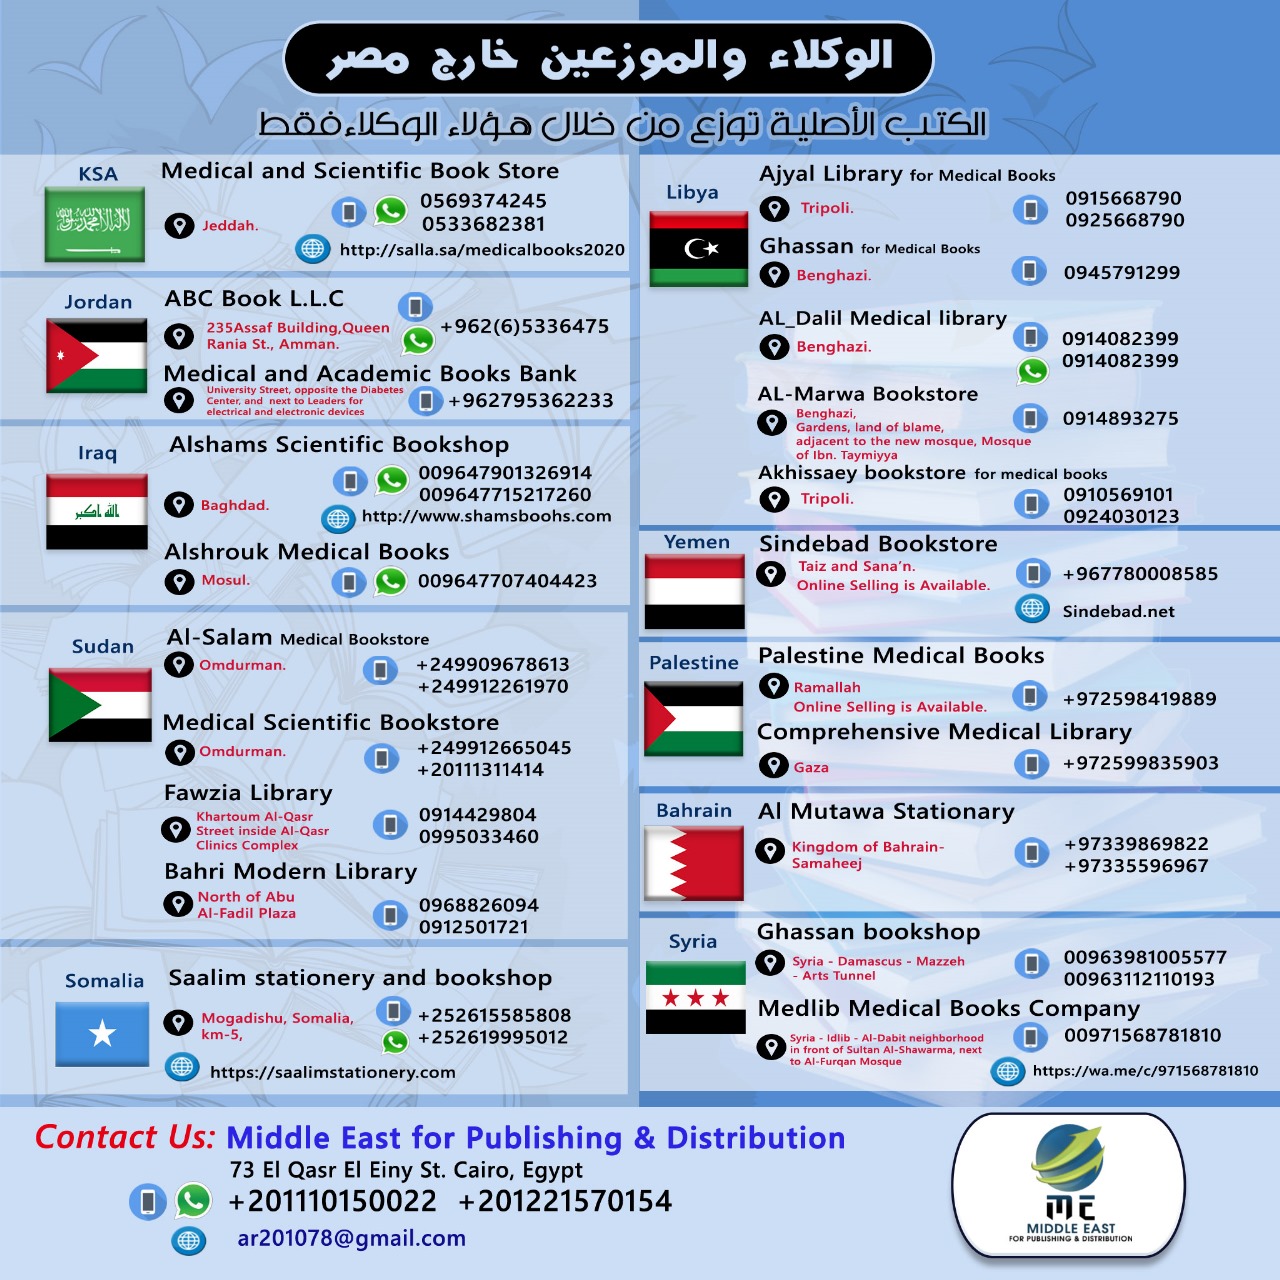 الوكلاء والموزعين خارج مصر
الكتب الأصلية توزع من خلال هؤلاء الوكلاء فقط
KSA
Medical and Scientific Book Store
Jeddah.
0569374245
0533682381
http://salla.sa/medicalbooks2020
Jordan
ABC Book L.L.C
235Assaf Building,Queen
Rania St., Amman.
+962(6)5336475
Medical and Academic Books Bank
University Street, opposite the Diabetes
Center, and next to Leaders for
electrical and electronic devices
+962795362233
Iraq
الله اكبر
Alshams Scientific Bookshop
Baghdad.
009647901326914
009647715217260
http://www.shamsboohs.com
Alshrouk Medical Books
Mosul.
009647707404423
Sudan
Al-Salam Medical Bookstore
Omdurman.
+249909678613
+249912261970
Medical Scientific Bookstore
Omdurman.
+249912665045
+20111311414
Fawzia Library
Khartoum Al-Qasr
Street inside Al-Qasr
Clinics Complex
0914429804
0995033460
Bahri Modern Library
North of Abu
Al-Fadil Plaza
0968826094
0912501721
Somalia
Saalim stationery and bookshop
Mogadishu, Somalia,
km-5,
+252615585808
+252619995012
https://saalimstationery.com
Libya
Ajyal Library for Medical Books
Tripoli.
0915668790
0925668790
Ghassan for Medical Books
Benghazi.
0945791299
AL_Dalil Medical library
Benghazi.
0914082399
0914082399
AL-Marwa Bookstore
Benghazi,
Gardens, land of blame,
adjacent to the new mosque, Mosque
of Ibn. Taymiyya
0914893275
Akhissaey bookstore for medical books
Tripoli.
0910569101
0924030123
Yemen
Sindebad Bookstore
Taiz and Sana'n.
Online Selling is Available.
+967780008585
Sindebad.net
Palestine
Palestine Medical Books
Ramallah
Online Selling is Available.
+972598419889
Comprehensive Medical Library
Gaza
+972599835903
Bahrain
Al Mutawa Stationary
Kingdom of Bahrain-
Samaheej
+97339869822
+97335596967
Syria
Ghassan bookshop
Syria - Damascus - Mazzeh
- Arts Tunnel
00963981005577
00963112110193
Medlib Medical Books Company
Syria - Idlib - Al-Dabit neighborhood
in front of Sultan Al-Shawarma, next
to Al-Furqan Mosque
00971568781810
https://wa.me/c/971568781810
Contact Us: Middle East for Publishing & Distribution
73 El Qasr El Einy St. Cairo, Egypt
+201110150022 +201221570154
ar201078@gmail.com
ME
MIDDLE EAST
FOR PUBLISHING & DISTRIBUTION